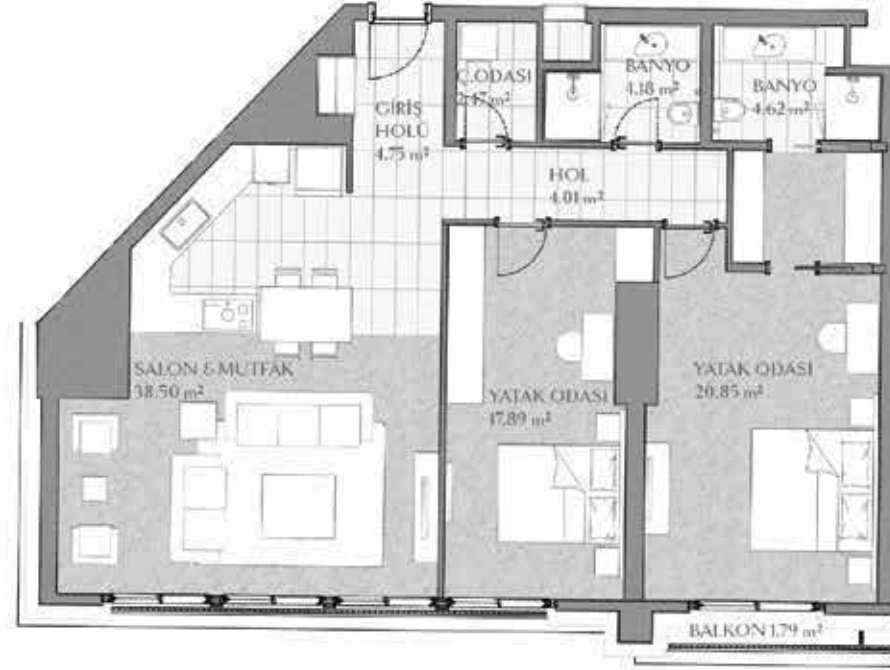 Ç.ODASI
2.47 m²
BANYO
4.18 m²
BANYO
4.62 m²
GİRİŞ
HOLÜ
4.75 m²
HOL
4.01 m²
SALON & MUTFAK
38.50 m²
YATAK ODASI
17.89 m²
YATAK ODASI
20.85 m²
BALKON 1.79 m²